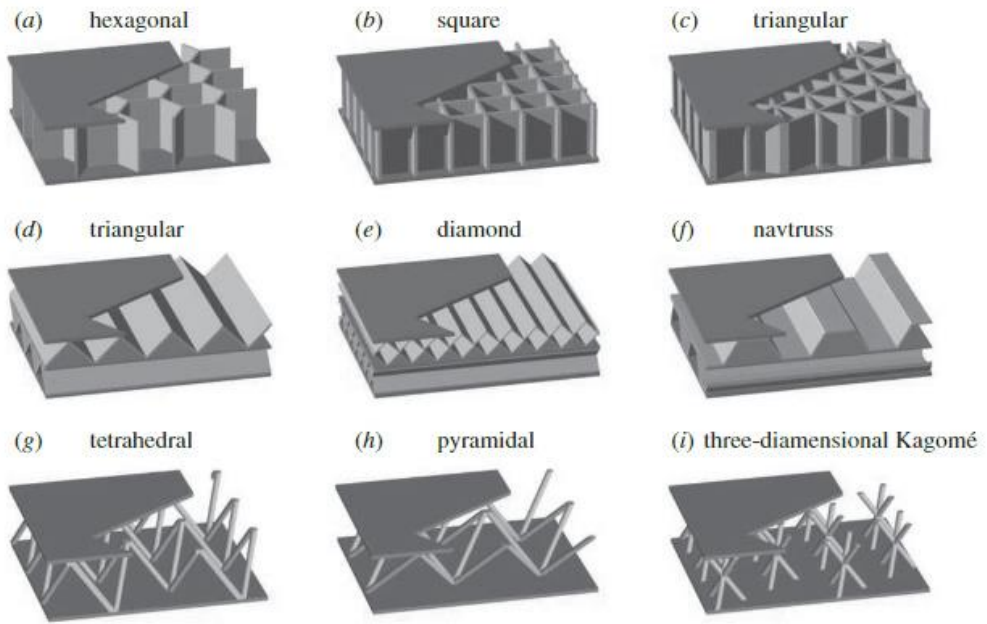 (a) hexagonal
(b) square
(c) triangular
(d) triangular
(e) diamond
(f) navtruss
(g) tetrahedral
(h) pyramidal
(i) three-diamensional Kagomé